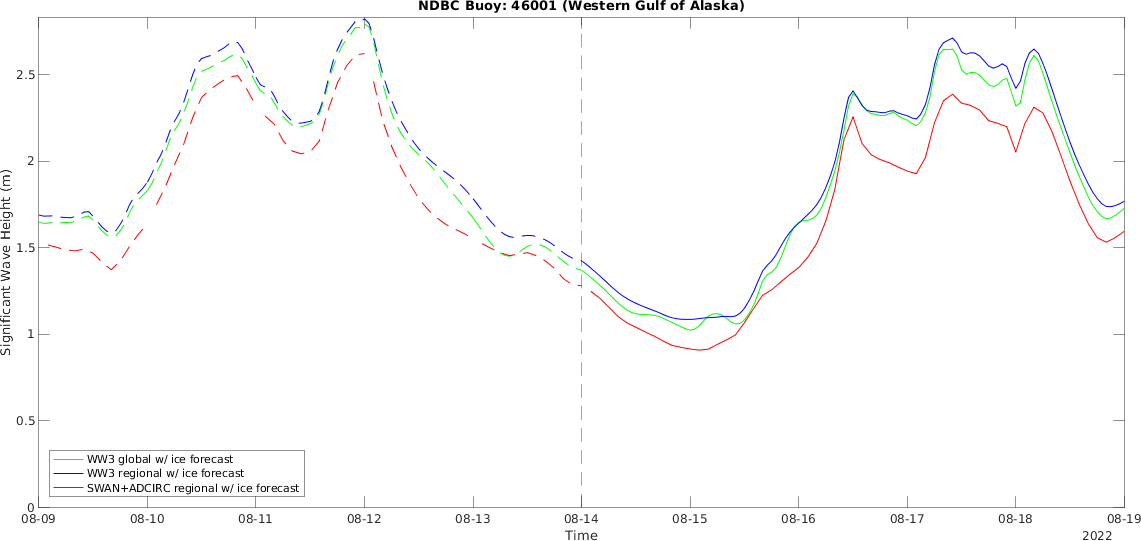 NDBC Buoy: 46001 (Western Gulf of Alaska)
Significant Wave Height (m)
2.5
2
1.5
1
0.5
0
WW3 global w/ ice forecast
WW3 regional w/ ice forecast
SWAN+ADCIRC regional w/ ice forecast
08-09 08-10 08-11 08-12 08-13 08-14 08-15 08-16 08-17 08-18 08-19
Time
2022